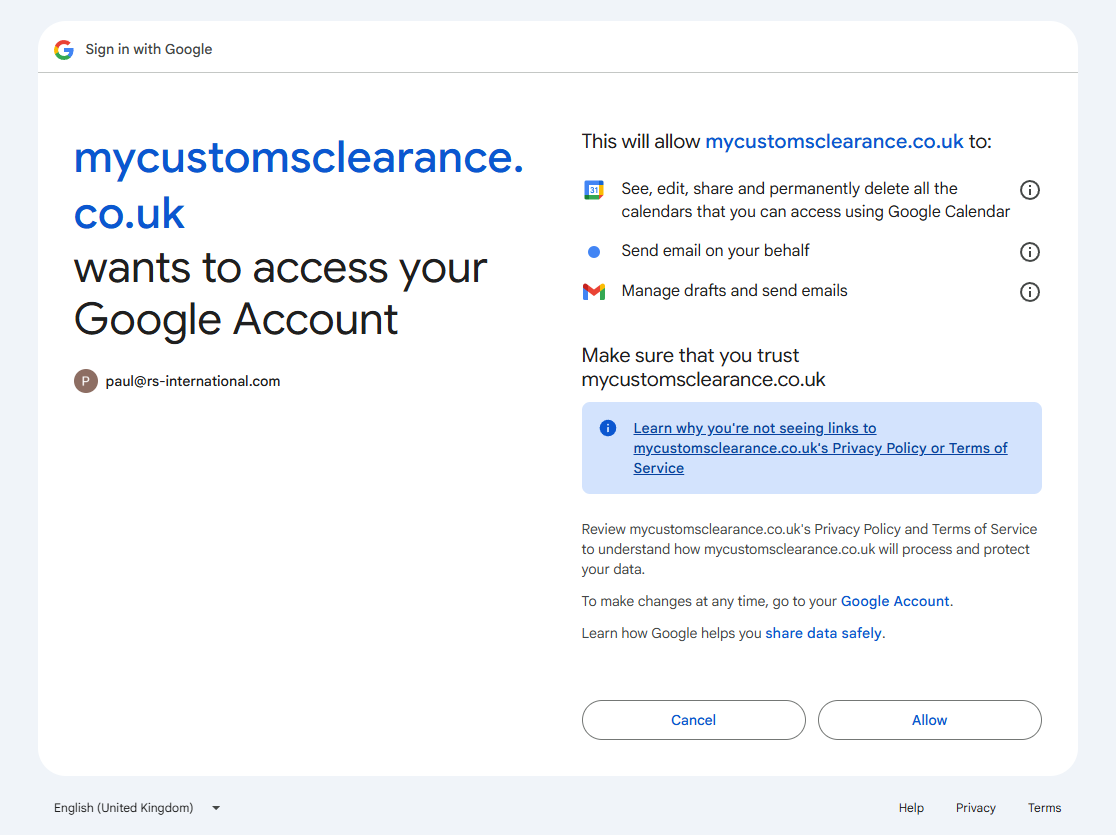 Sign in with Google
mycustomsclearance.
co.uk
wants to access your
Google Account
P
paul@rs-international.com
This will allow mycustomsclearance.co.uk to:
31
See, edit, share and permanently delete all the
calendars that you can access using Google Calendar
Send email on your behalf
Manage drafts and send emails
Make sure that you trust
mycustomsclearance.co.uk
Learn why you're not seeing links to
mycustomsclearance.co.uk's Privacy Policy or Terms of
Service
Review mycustomsclearance.co.uk's Privacy Policy and Terms of Service
to understand how mycustomsclearance.co.uk will process and protect
your data.
To make changes at any time, go to your Google Account.
Learn how Google helps you share data safely.
Cancel
Allow
English (United Kingdom)
Help
Privacy
Terms